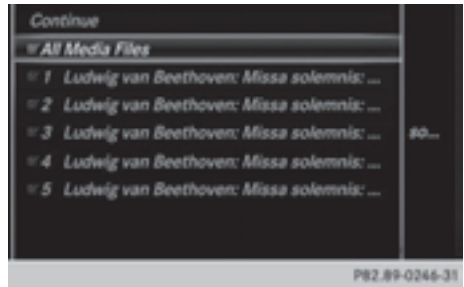 Continue
All Media Files
1 Ludwig van Beethoven: Missa solemnis: ...
2 Ludwig van Beethoven: Missa solemnis: ...
3 Ludwig van Beethoven: Missa solemnis: ...
so...
4 Ludwig van Beethoven: Missa solemnis: ...
5 Ludwig van Beethoven: Missa solemnis: ...
P82.89-0246-31